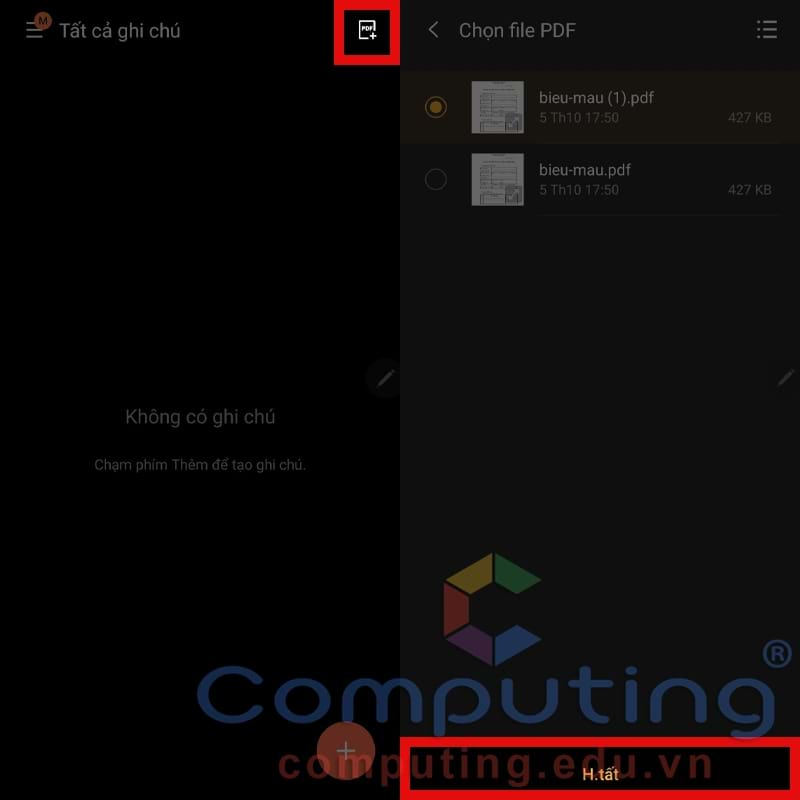 M
Tất cả ghi chú
PDF
Không có ghi chú
Chạm phím Thêm để tạo ghi chú.
Chọn file PDF
bieu-mau (1).pdf
5 Th10 17:50
427 KB
bieu-mau.pdf
5 Th10 17:50
427 KB
Computing®
computing.edu.vn
H.tất